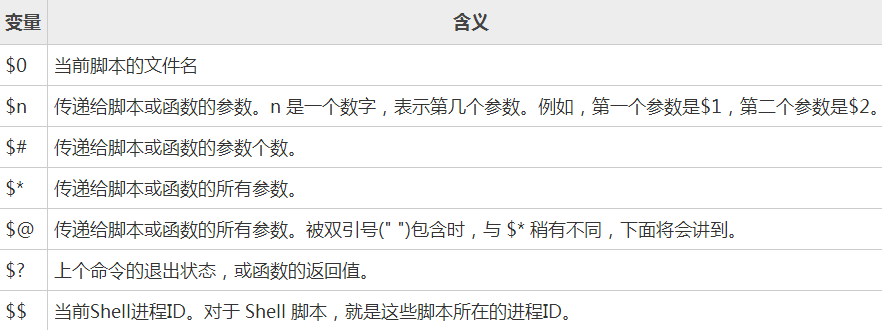 变量 含义
$0 当前脚本的文件名
$n 传递给脚本或函数的参数。n 是一个数字，表示第几个参数。例如，第一个参数是$1，第二个参数是$2。
$# 传递给脚本或函数的参数个数。
$* 传递给脚本或函数的所有参数。
$@ 传递给脚本或函数的所有参数。被双引号(" ")包含时，与 $* 稍有不同，下面将会讲到。
$? 上个命令的退出状态，或函数的返回值。
$$ 当前Shell进程ID。对于 Shell 脚本，就是这些脚本所在的进程ID。